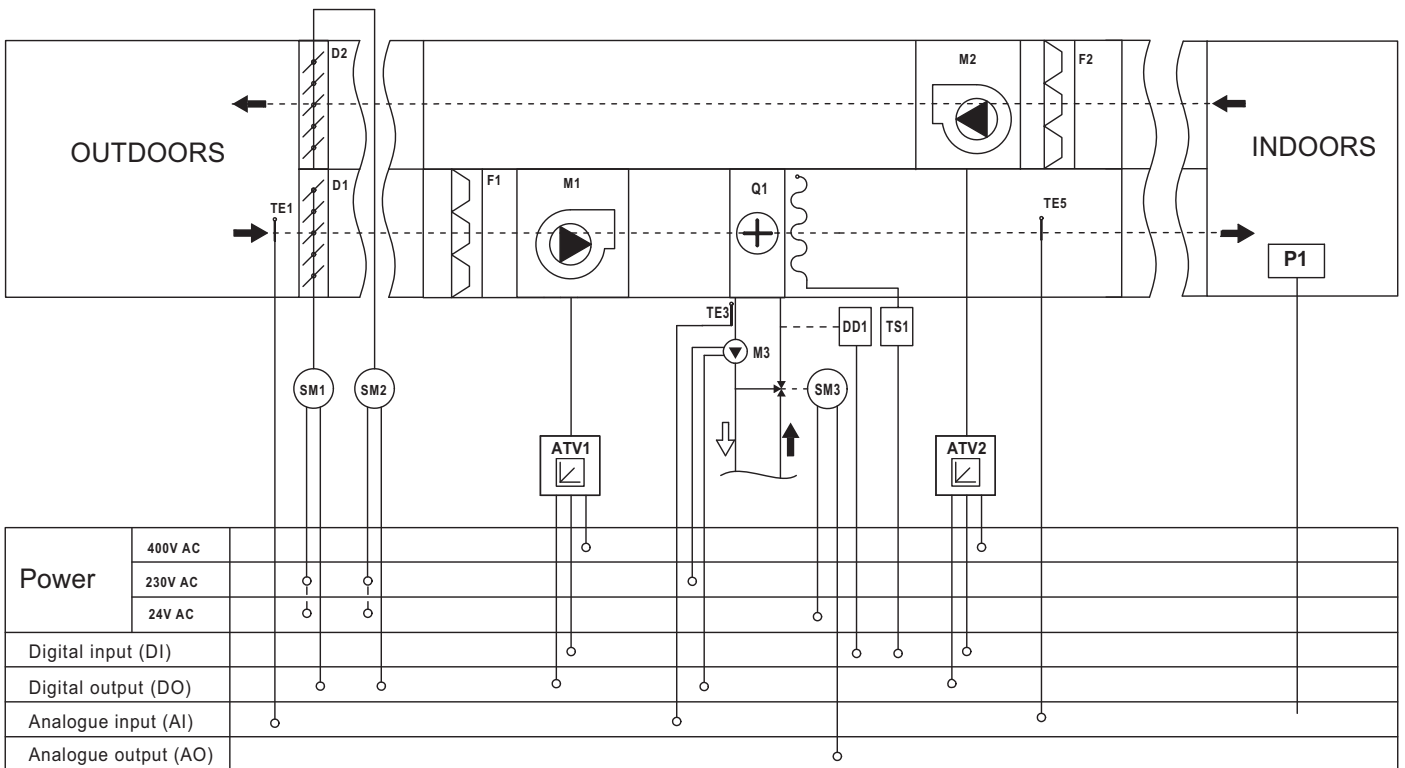 D2
M2
F2
OUTDOORS
INDOORS
D1
TE1
F1
M1
Q1
TE5
P1
TE3
DD1
TS1
M3
SM1
SM2
SM3
ATV1
ATV2
Power
400V AC
230V AC
24V AC
Digital input (DI)
Digital output (DO)
Analogue input (AI)
Analogue output (AO)